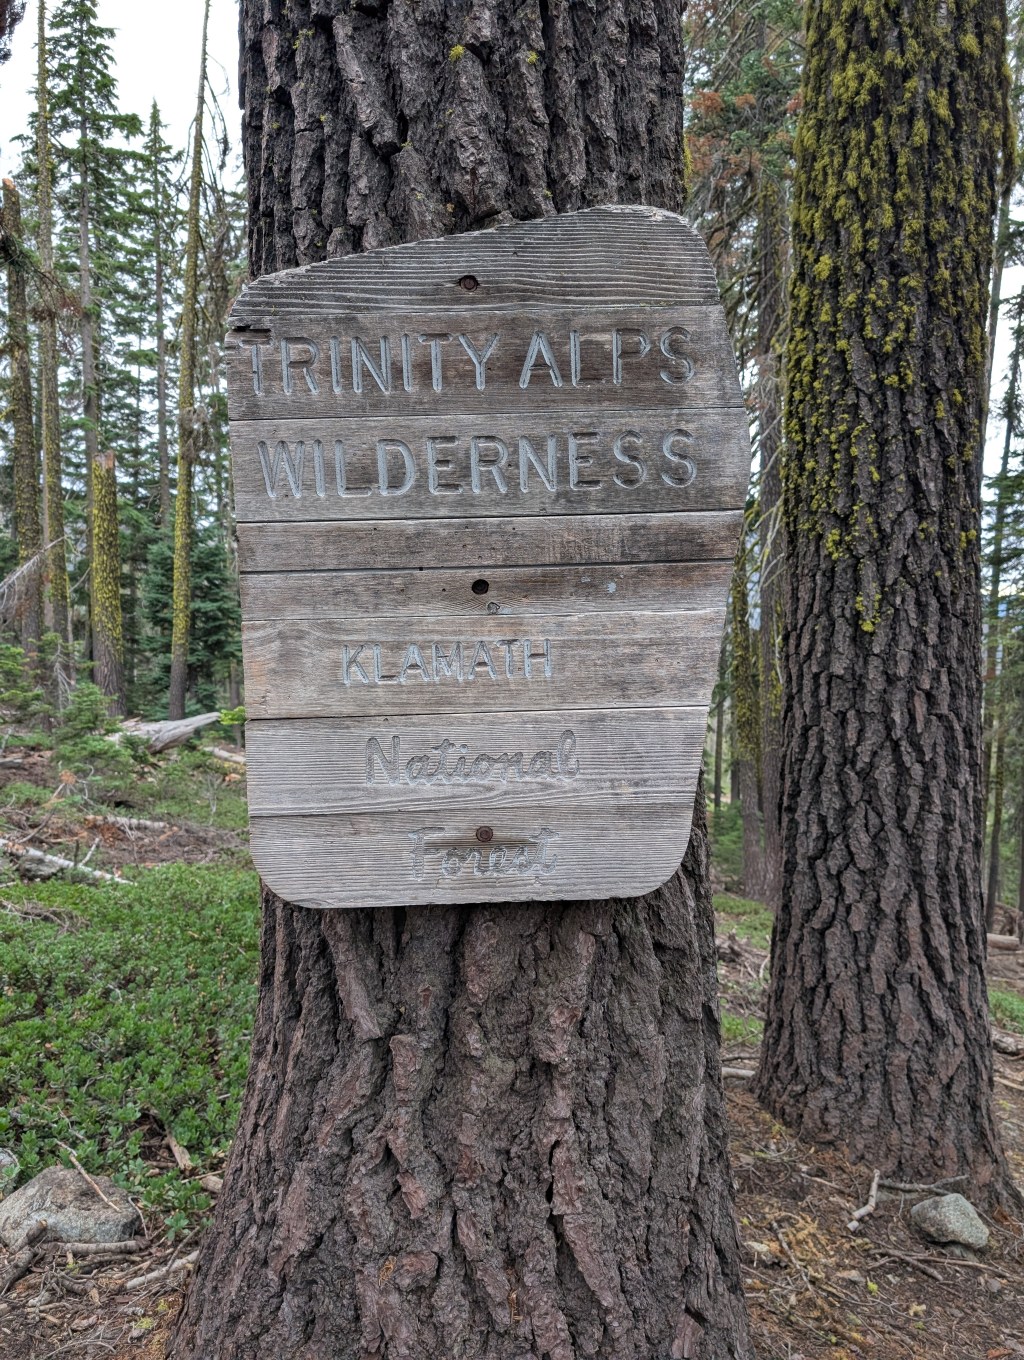 TRINITY ALPS
WILDERNESS
KLAMATH
National
Forest